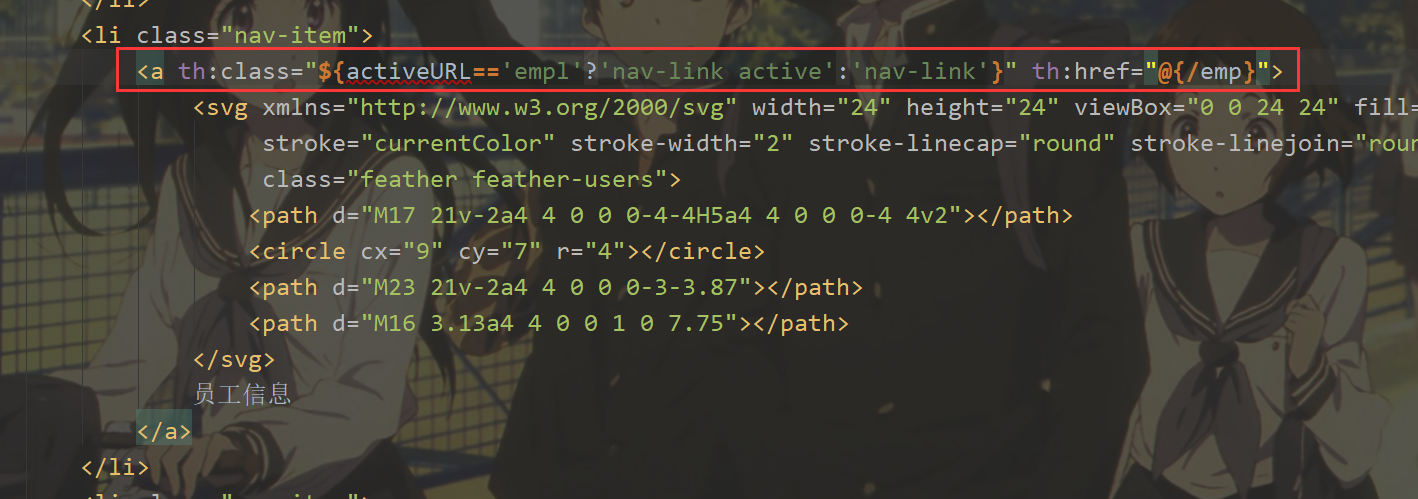 </li>
<li class="nav-item">
<a th:class="${activeURL=='empl'?'nav-link active':'nav-link'}" th:href="@{/emp}">
<svg xmlns="http://www.w3.org/2000/svg" width="24" height="24" viewBox="0 0 24 24" fill=
stroke="currentColor" stroke-width="2" stroke-linecap="round" stroke-linejoin="roun
class="feather feather-users">
<path d="M17 21v-2a4 4 0 0 0-4-4H5a4 4 0 0 0-4 4v2"></path>
<circle cx="9" cy="7" r="4"></circle>
<path d="M23 21v-2a4 4 0 0 0-3-3.87"></path>
<path d="M16 3.13a4 4 0 0 1 0 7.75"></path>
</svg>
员工信息
</a>
</li>